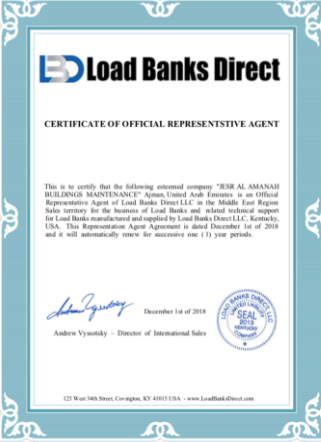 LBD Load Banks Direct
CERTIFICATE OF OFFICIAL REPRESENTSTIVE AGENT
This is to certify that the following esteemed company "JESR AL AMANAH
BUILDINGS MAINTENANCE" Ajman, United Arab Emirates is an Official
Representative Agent of Load Banks Direct LLC in the Middle East Region
Sales territory for the business of Load Banks and related technical support
for Load Banks manufactured and supplied by Load Banks Direct LLC, Kentucky,
USA. This Representation Agent Agreement is dated December 1st of 2018
and it will automatically renew for successive one (1) year periods.
Andrew Vysotsky
December 1st of 2018
Andrew Vysotsky – Director of International Sales
LOAD BANKS DIRECT, LLC
UNITED LIABILITY
SEAL
2013
KENTUCKY
COMPANY
125 West 34th Street, Covington, KY 41015 USA - www.LoadBanksDirect.com